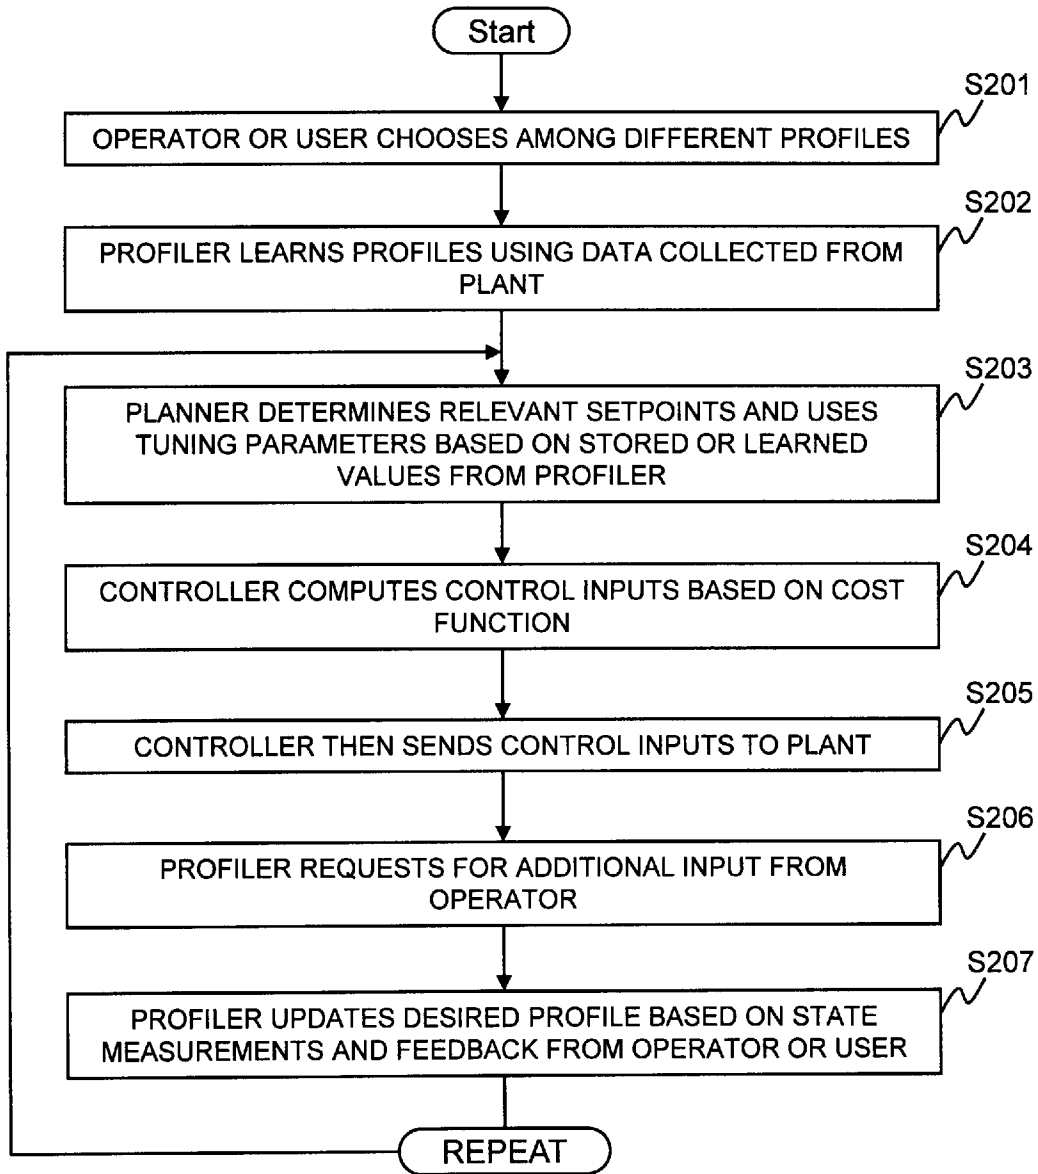 Start
S201
OPERATOR OR USER CHOOSES AMONG DIFFERENT PROFILES
S202
PROFILER LEARNS PROFILES USING DATA COLLECTED FROM
PLANT
S203
PLANNER DETERMINES RELEVANT SETPOINTS AND USES
TUNING PARAMETERS BASED ON STORED OR LEARNED
VALUES FROM PROFILER
S204
CONTROLLER COMPUTES CONTROL INPUTS BASED ON COST
FUNCTION
S205
CONTROLLER THEN SENDS CONTROL INPUTS TO PLANT
S206
PROFILER REQUESTS FOR ADDITIONAL INPUT FROM
OPERATOR
S207
PROFILER UPDATES DESIRED PROFILE BASED ON STATE
MEASUREMENTS AND FEEDBACK FROM OPERATOR OR USER
REPEAT